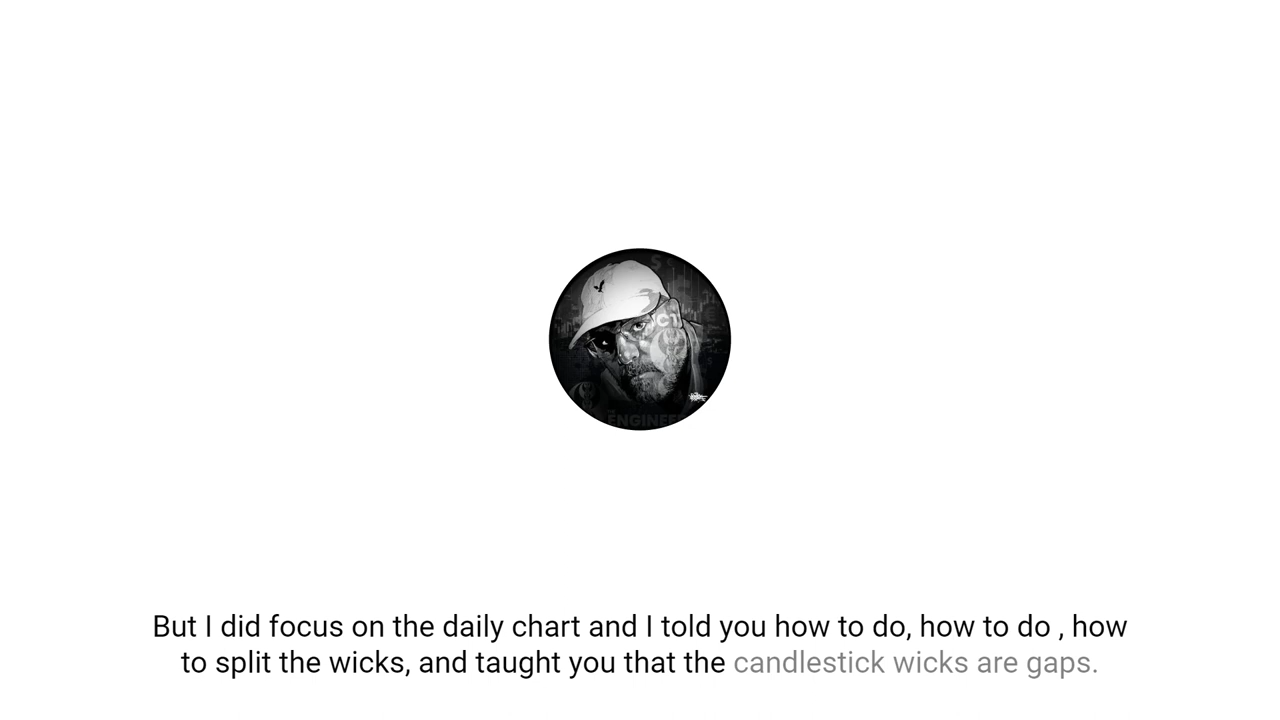 ENGINEE
But I did focus on the daily chart and I told you how to do, how to do , how
to split the wicks, and taught you that the candlestick wicks are gaps.